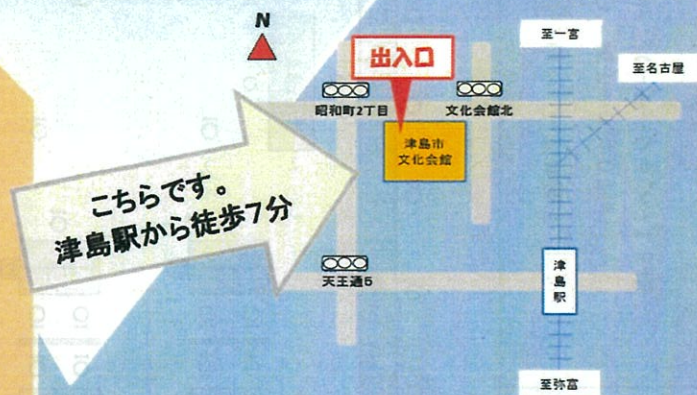 N
至一宮
出入口
至名古屋
昭和町2丁目
文化会館北
津島市
文化会館
こちらです。
津島駅から徒歩7分
天王通5
津島駅
至弥富